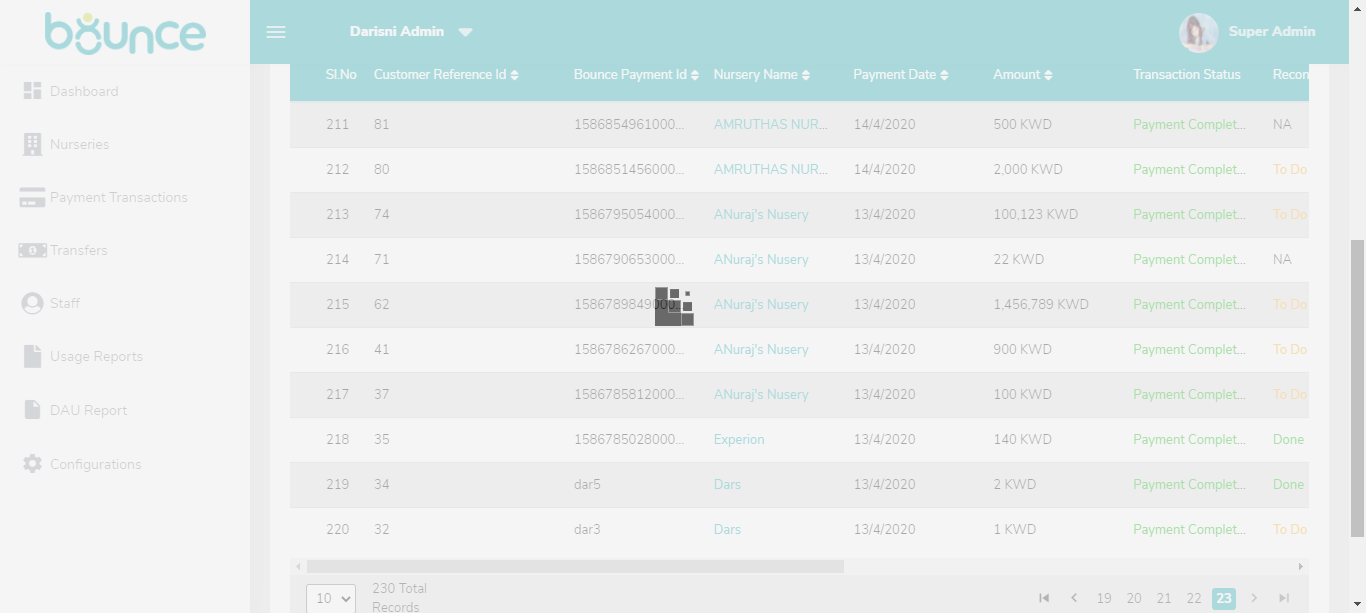 bounce
Darisni Admin
Super Admin
Dashboard
Nurseries
Payment Transactions
Transfers
Staff
Usage Reports
DAU Report
Configurations
Sl.No Customer Reference Id Bounce Payment Id Nursery Name Payment Date Amount Transaction Status Recon
211 81 1586854961000... AMRUTHAS NUR... 14/4/2020 500 KWD Payment Complet... NA
212 80 1586851456000... AMRUTHAS NUR... 14/4/2020 2,000 KWD Payment Complet... To Do
213 74 1586795054000... ANuraj's Nusery 13/4/2020 100,123 KWD Payment Complet... To Do
214 71 1586790653000... ANuraj's Nusery 13/4/2020 22 KWD Payment Complet... NA
215 62 1586789849000... ANuraj's Nusery 13/4/2020 1,456,789 KWD Payment Complet... To Do
216 41 1586786267000... ANuraj's Nusery 13/4/2020 900 KWD Payment Complet... To Do
217 37 1586785812000... ANuraj's Nusery 13/4/2020 100 KWD Payment Complet... To Do
218 35 1586785028000... Experion 13/4/2020 140 KWD Payment Complet... Done
219 34 dar5 Dars 13/4/2020 2 KWD Payment Complet... Done
220 32 dar3 Dars 13/4/2020 1 KWD Payment Complet... To Do
10 230 Total
Records
19 20 21 22 23